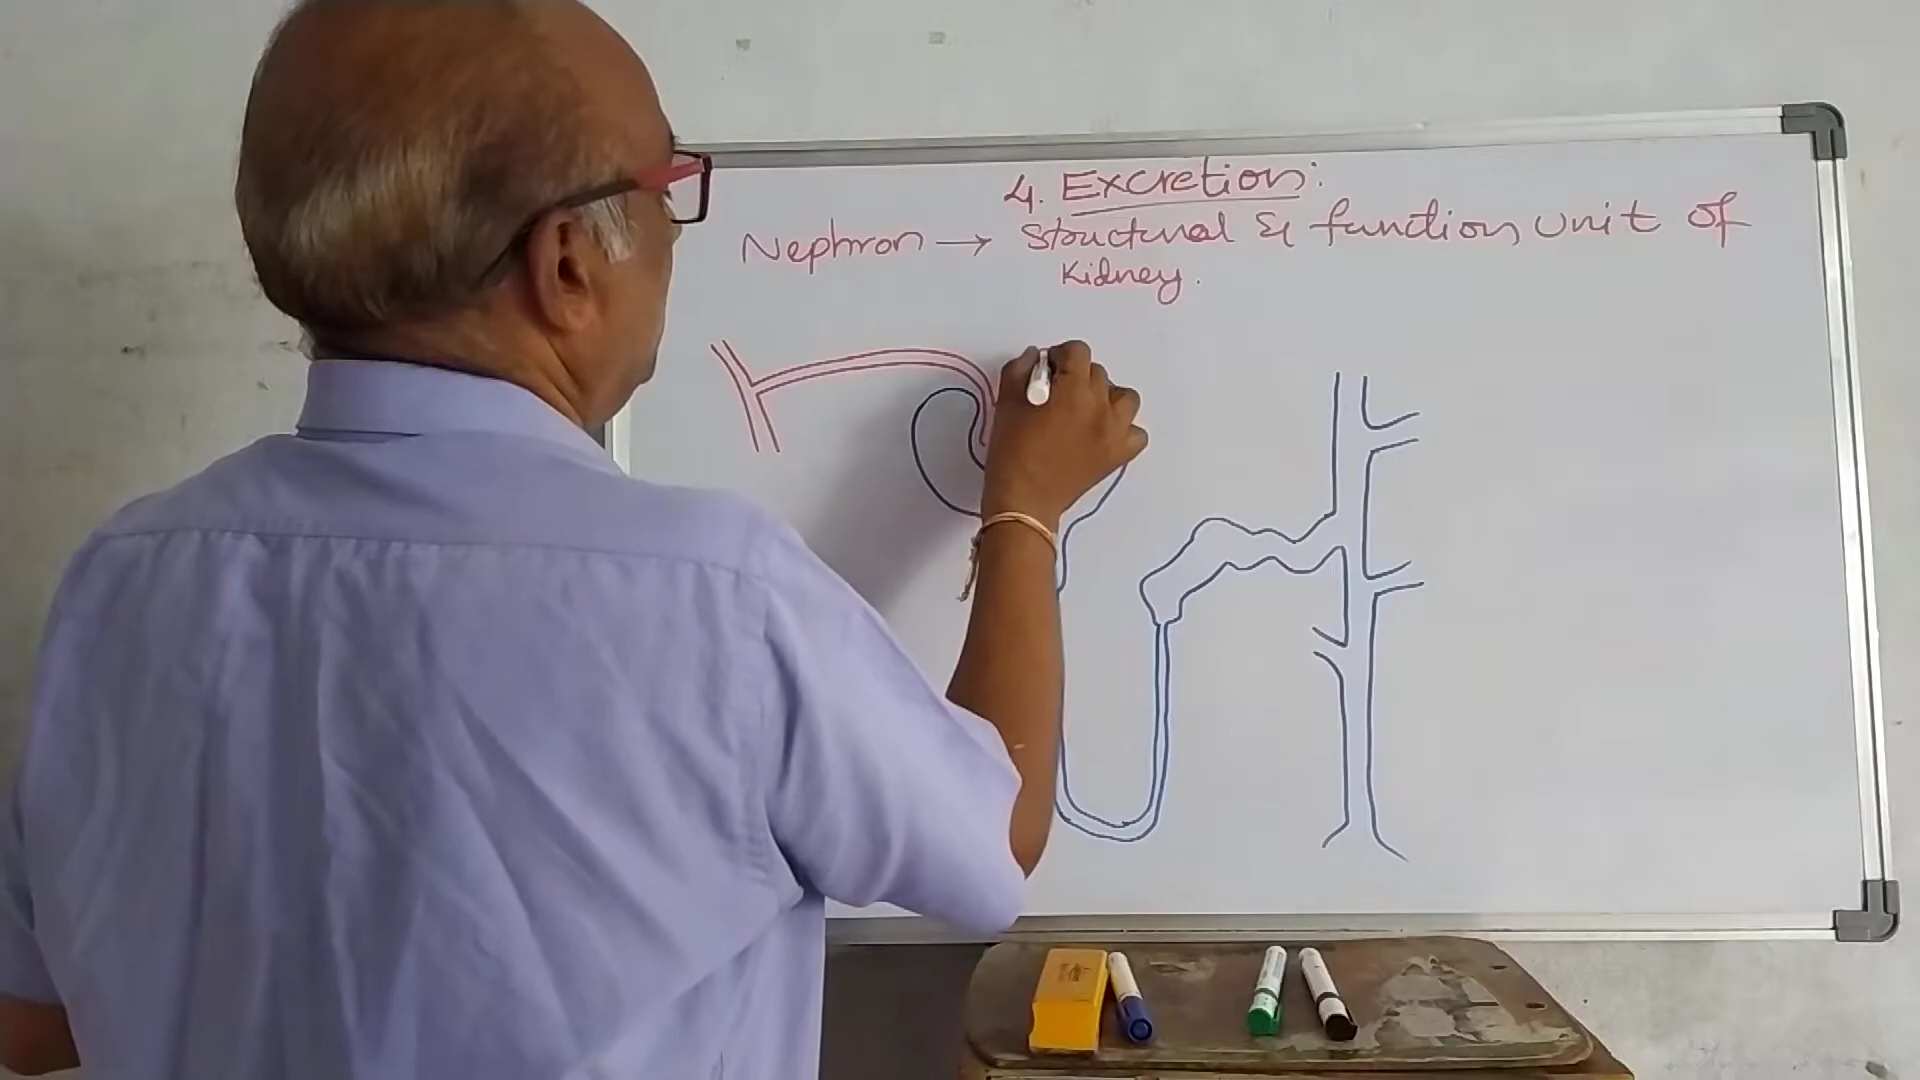 4. Excretion:
Nephron → Structural & function unit of
Kidney.